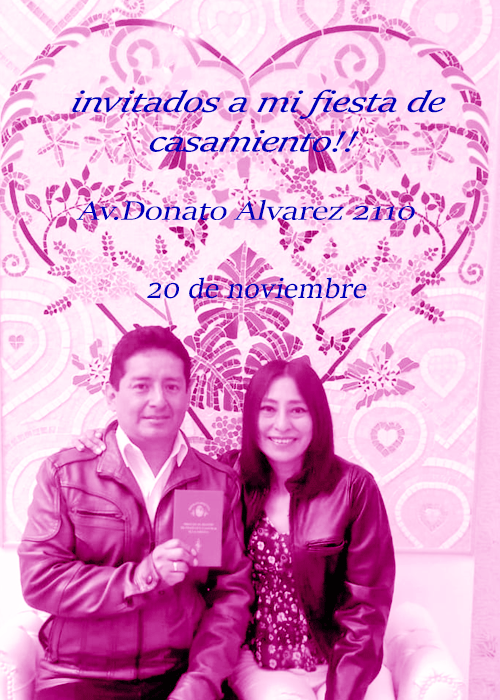 invitados a mi fiesta de
casamiento!!
Av.Donato Alvarez 2110
20 de noviembre